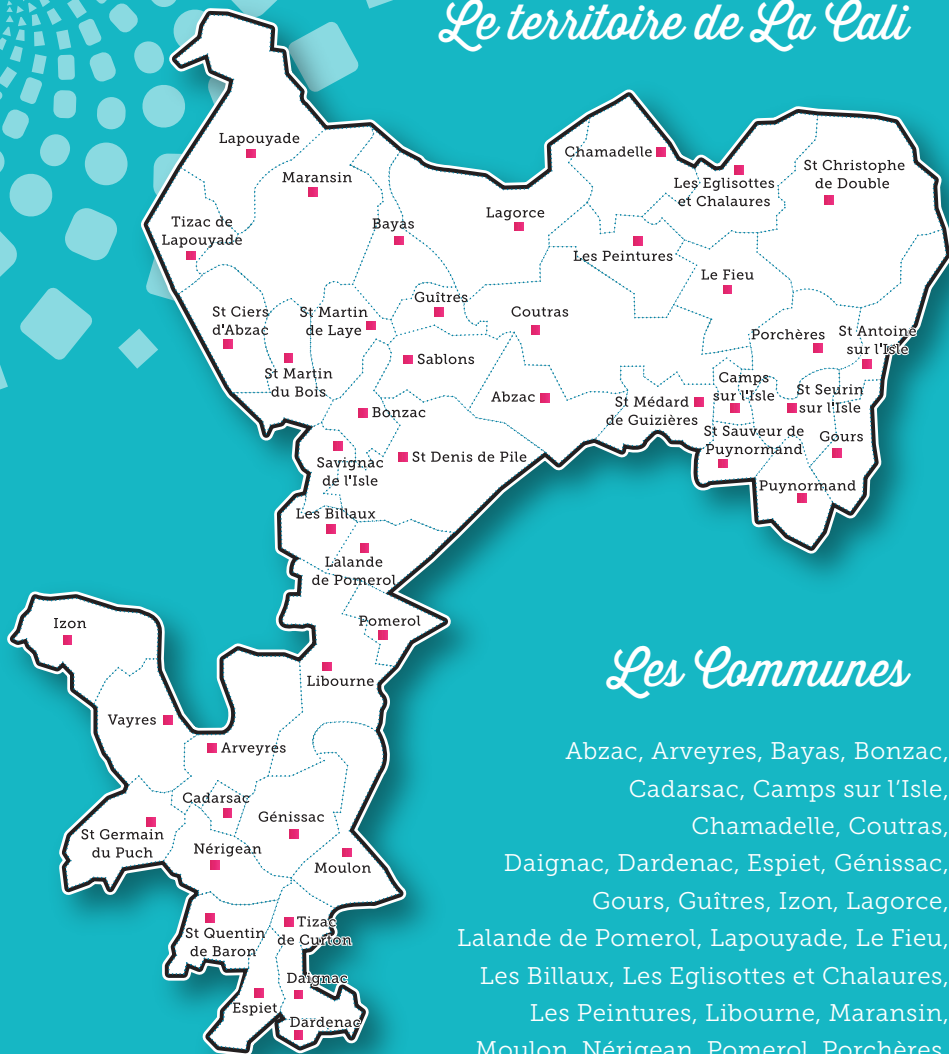 Le territoire de La Cali
Lapouyade
Maransin
Tizac de
Lapouyade
Bayas
Lagorce
Chamadelle
Les Eglisottes
et Chalaures
St Christophe
de Double
Les Peintures
Le Fieu
St Ciers
d'Abzac
St Martin
de Laye
Guîtres
Coutras
Porchères
St Antoine
sur l'Isle
St Martin
du Bois
Sablons
Abzac
Camps
sur l'Isle
St Seurin
sur l'Isle
St Médard
de Guizières
Bonzac
St Sauveur de
Puynormand
Gours
Savignac
de l'Isle
St Denis de Pile
Puynormand
Les Billaux
Lalande
de Pomerol
Izon
Pomerol
Libourne
Vayres
Arveyres
Cadarsac
Génissac
St Germain
du Puch
Nérigean
Moulon
St Quentin
de Baron
Tizac
de Curton
Daignac
Espiet
Dardenac
Les Communes
Abzac, Arveyres, Bayas, Bonzac,
Cadarsac, Camps sur l'Isle,
Chamadelle, Coutras,
Daignac, Dardenac, Espiet, Génissac,
Gours, Guîtres, Izon, Lagorce,
Lalande de Pomerol, Lapouyade, Le Fieu,
Les Billaux, Les Eglisottes et Chalaures,
Les Peintures, Libourne, Maransin,
Moulon, Nérigean, Pomerol, Porchères